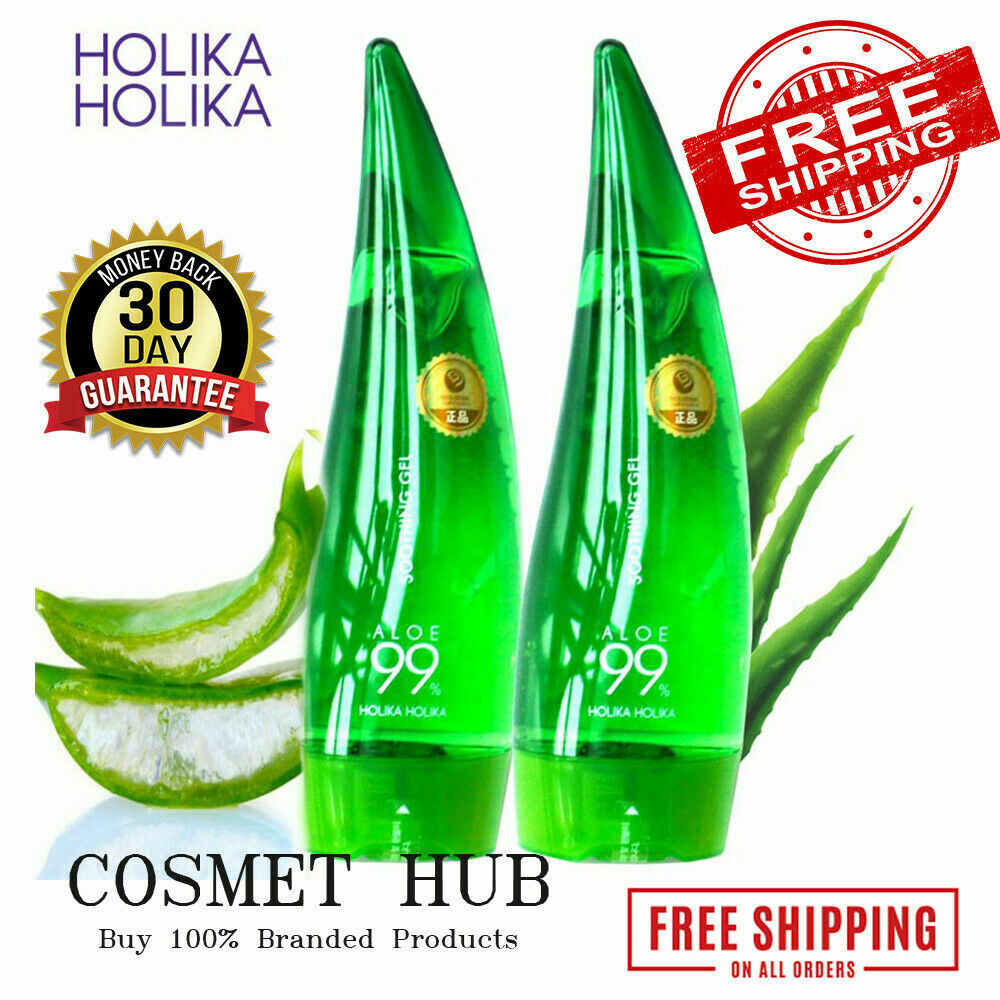 HOLIKA
HOLIKA
FREE
SHIPPING
MONEY BACK
30
DAY
GUARANTEE
正品
正品
SOOTHING GEL
SOOTHING GEL
ALOE
99%
HOLIKA HOLIKA
ALOE
99%
HOLIKA HOLIKA
COSMET HUB
Buy 100% Branded Products
FREE SHIPPING
ON ALL ORDERS